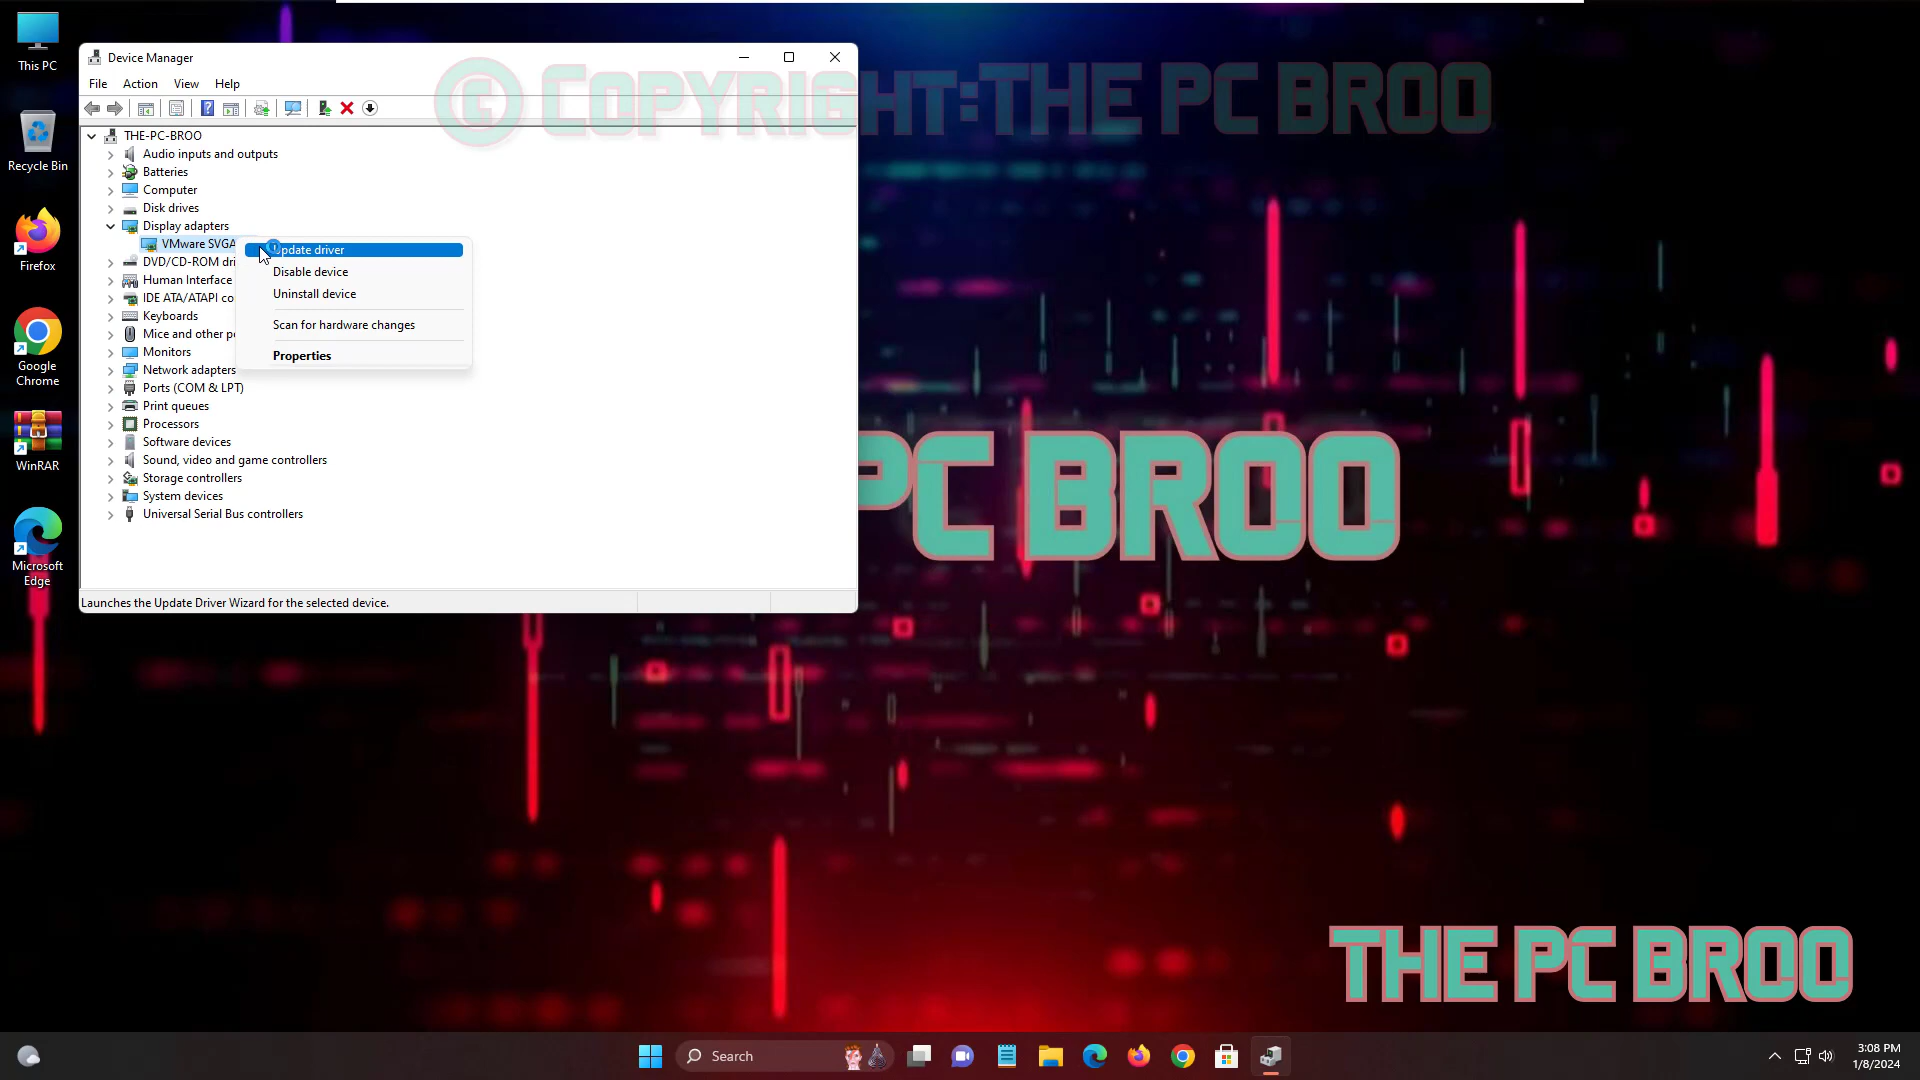 This PC
Recycle Bin
Firefox
Google
Chrome
WinRAR
Microsoft
Edge
Device Manager
File Action View Help
© COPYRIGHT:THE PC BROO
THE-PC-BROO
Audio inputs and outputs
Batteries
Computer
Disk drives
Display adapters
VMware SVGA
DVD/CD-ROM dri
Human Interface
IDE ATA/ATAPI co
Keyboards
Mice and other po
Monitors
Network adapters
Ports (COM & LPT)
Print queues
Processors
Software devices
Sound, video and game controllers
Storage controllers
System devices
Universal Serial Bus controllers
Update driver
Disable device
Uninstall device
Scan for hardware changes
Properties
Launches the Update Driver Wizard for the selected device.
PC BROO
THE PC BROO
Search
3:08 PM
1/8/2024